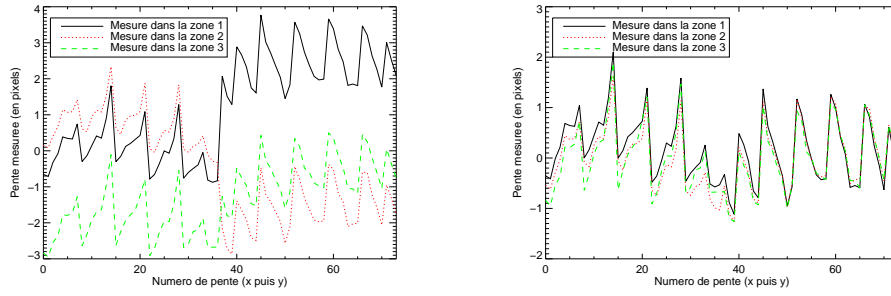 4
3
2
1
0
−1
−2
−3
Pente mesuree (en pixels)
Mesure dans la zone 1
Mesure dans la zone 2
Mesure dans la zone 3
0 20 40 60
Numero de pente (x puis y)
3
2
1
0
−1
−2
Pente mesuree (en pixels)
Mesure dans la zone 1
Mesure dans la zone 2
Mesure dans la zone 3
0 20 40 60
Numero de pente (x puis y)